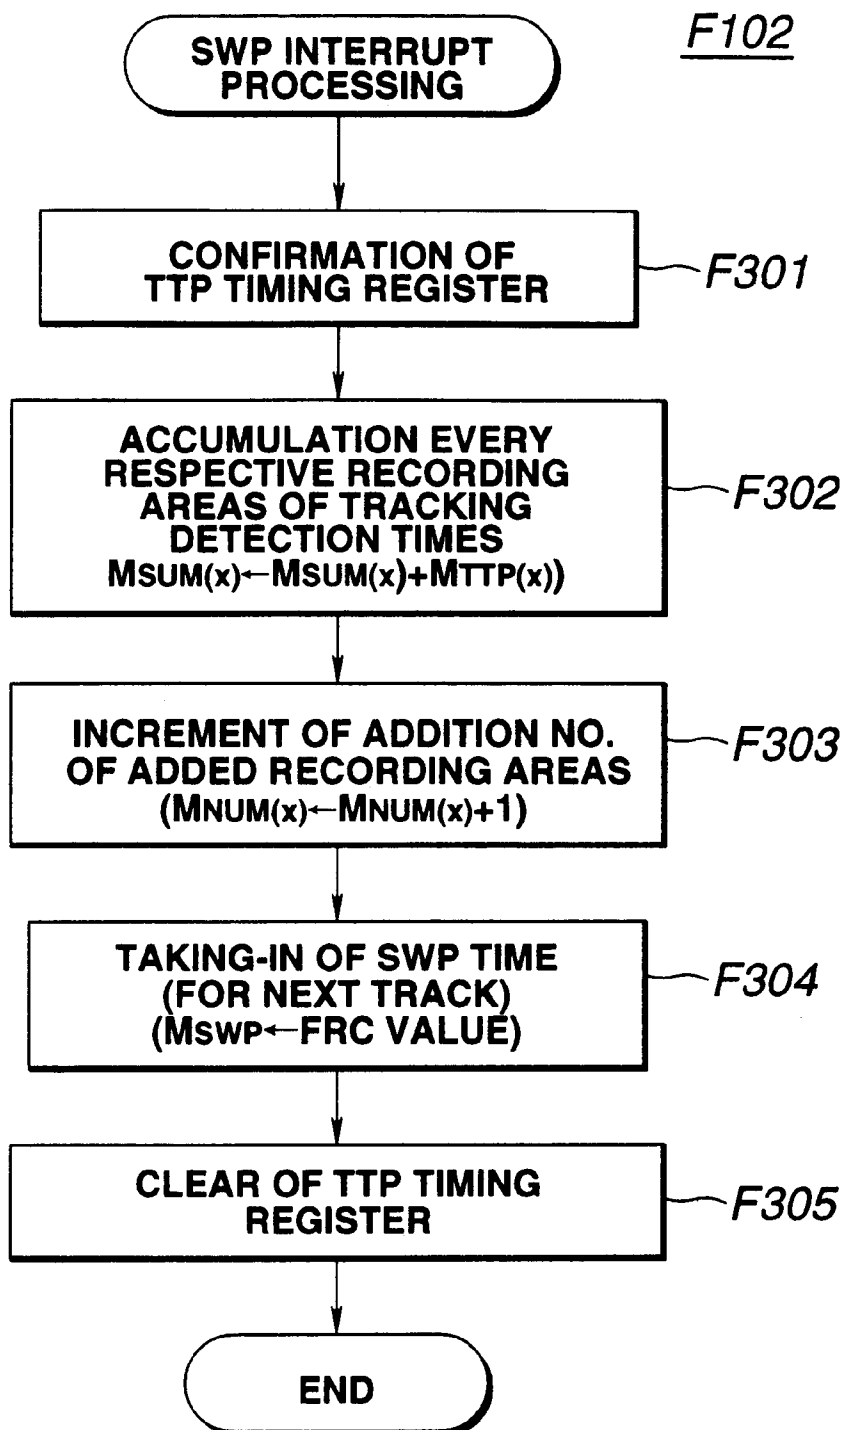 F102
SWP INTERRUPT
PROCESSING
CONFIRMATION OF
TTP TIMING REGISTER
F301
ACCUMULATION EVERY
RESPECTIVE RECORDING
AREAS OF TRACKING
DETECTION TIMES
MSUM(x)←MSUM(x)+MTTP(x))
F302
INCREMENT OF ADDITION NO.
OF ADDED RECORDING AREAS
(MNUM(x)←MNUM(x)+1)
F303
TAKING-IN OF SWP TIME
(FOR NEXT TRACK)
(MSWP←FRC VALUE)
F304
CLEAR OF TTP TIMING
REGISTER
F305
END